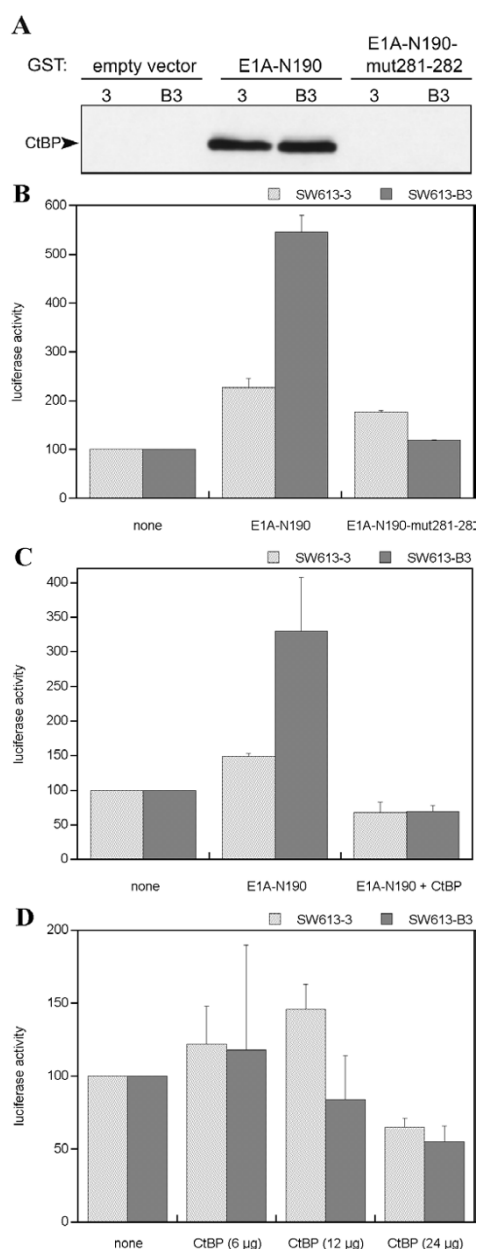 A
GST: empty vector E1A-N190 E1A-N190-
mut281-282
3 B3 3 B3 3 B3
CtBP
B
SW613-3 SW613-B3
600
500
400
300
200
100
0
luciferase activity
none E1A-N190 E1A-N190-mut281-282
C
SW613-3 SW613-B3
400
350
300
250
200
150
100
50
0
luciferase activity
none E1A-N190 E1A-N190 + CtBP
D
SW613-3 SW613-B3
200
150
100
50
0
luciferase activity
none CtBP (6 µg) CtBP (12 µg) CtBP (24 µg)